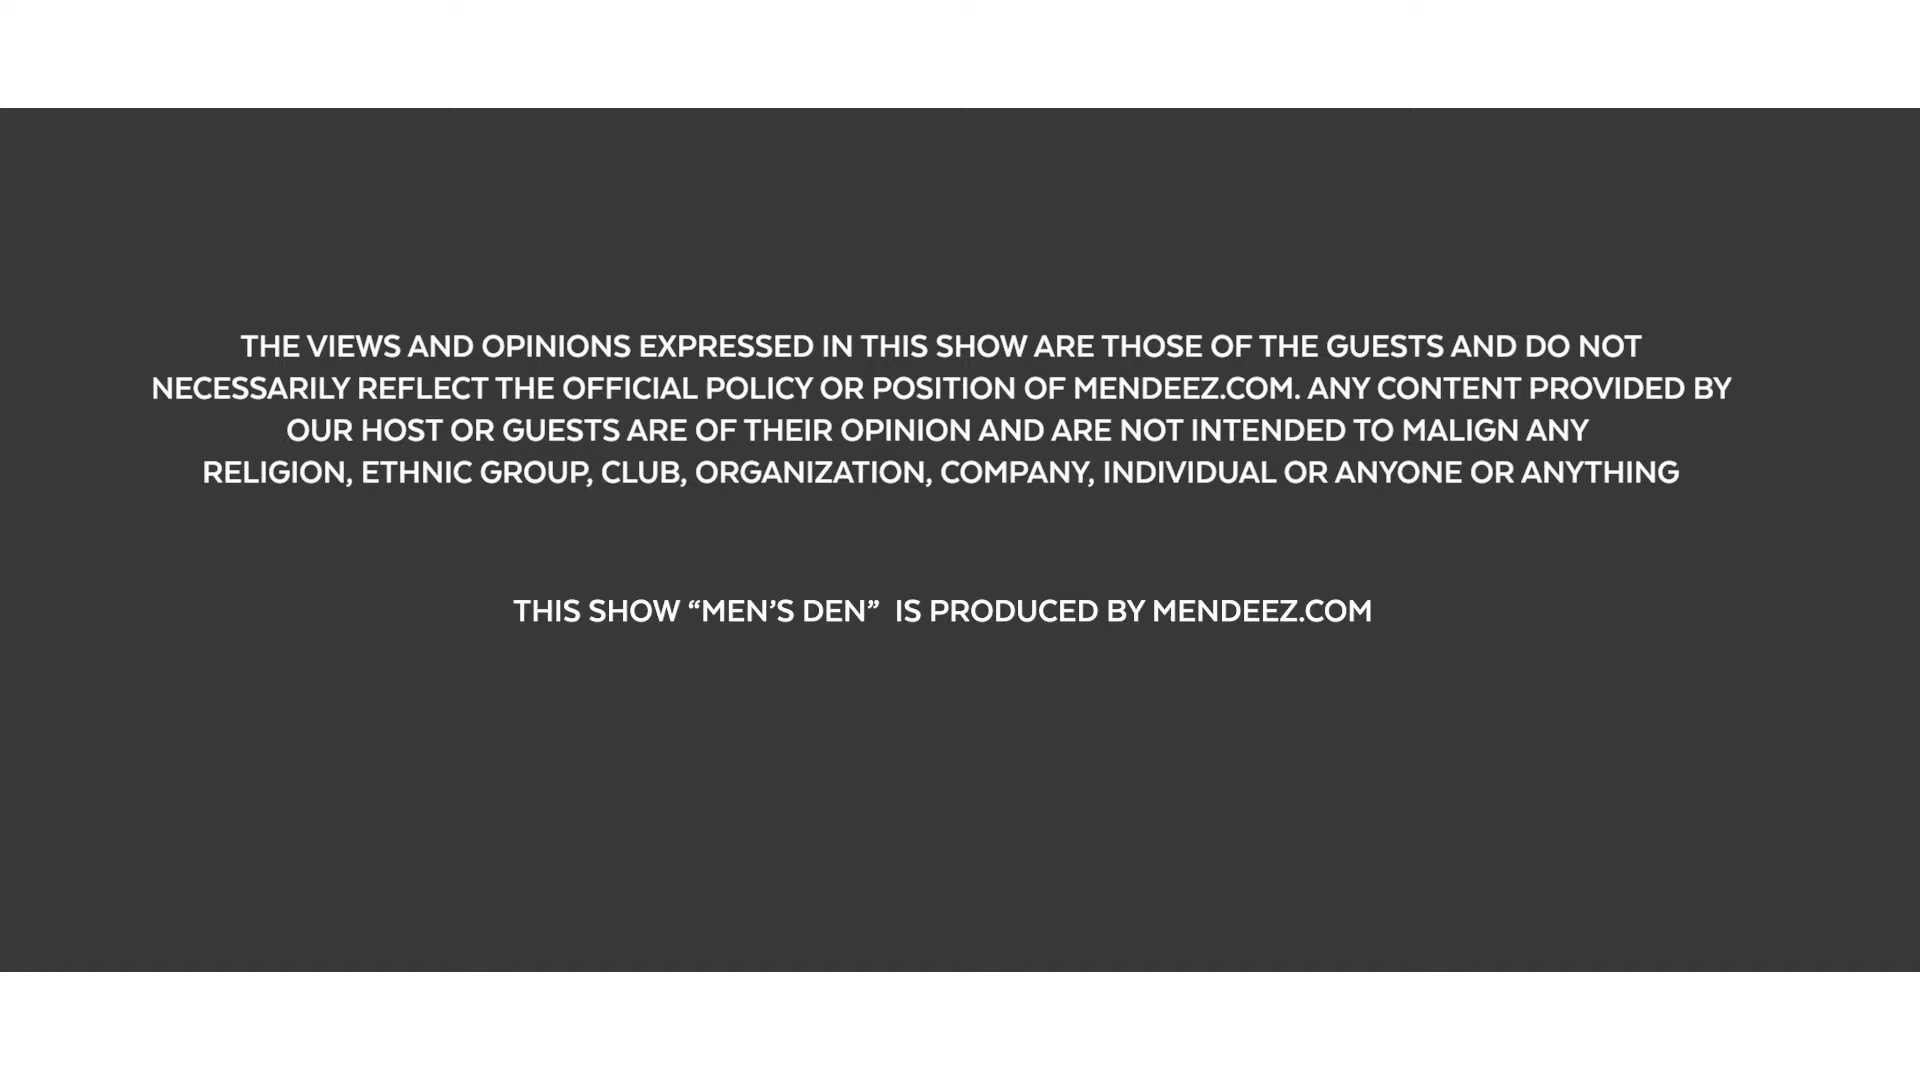 THE VIEWS AND OPINIONS EXPRESSED IN THIS SHOW ARE THOSE OF THE GUESTS AND DO NOT
NECESSARILY REFLECT THE OFFICIAL POLICY OR POSITION OF MENDEEZ.COM. ANY CONTENT PROVIDED BY
OUR HOST OR GUESTS ARE OF THEIR OPINION AND ARE NOT INTENDED TO MALIGN ANY
RELIGION, ETHNIC GROUP, CLUB, ORGANIZATION, COMPANY, INDIVIDUAL OR ANYONE OR ANYTHING
THIS SHOW “MEN’S DEN” IS PRODUCED BY MENDEEZ.COM